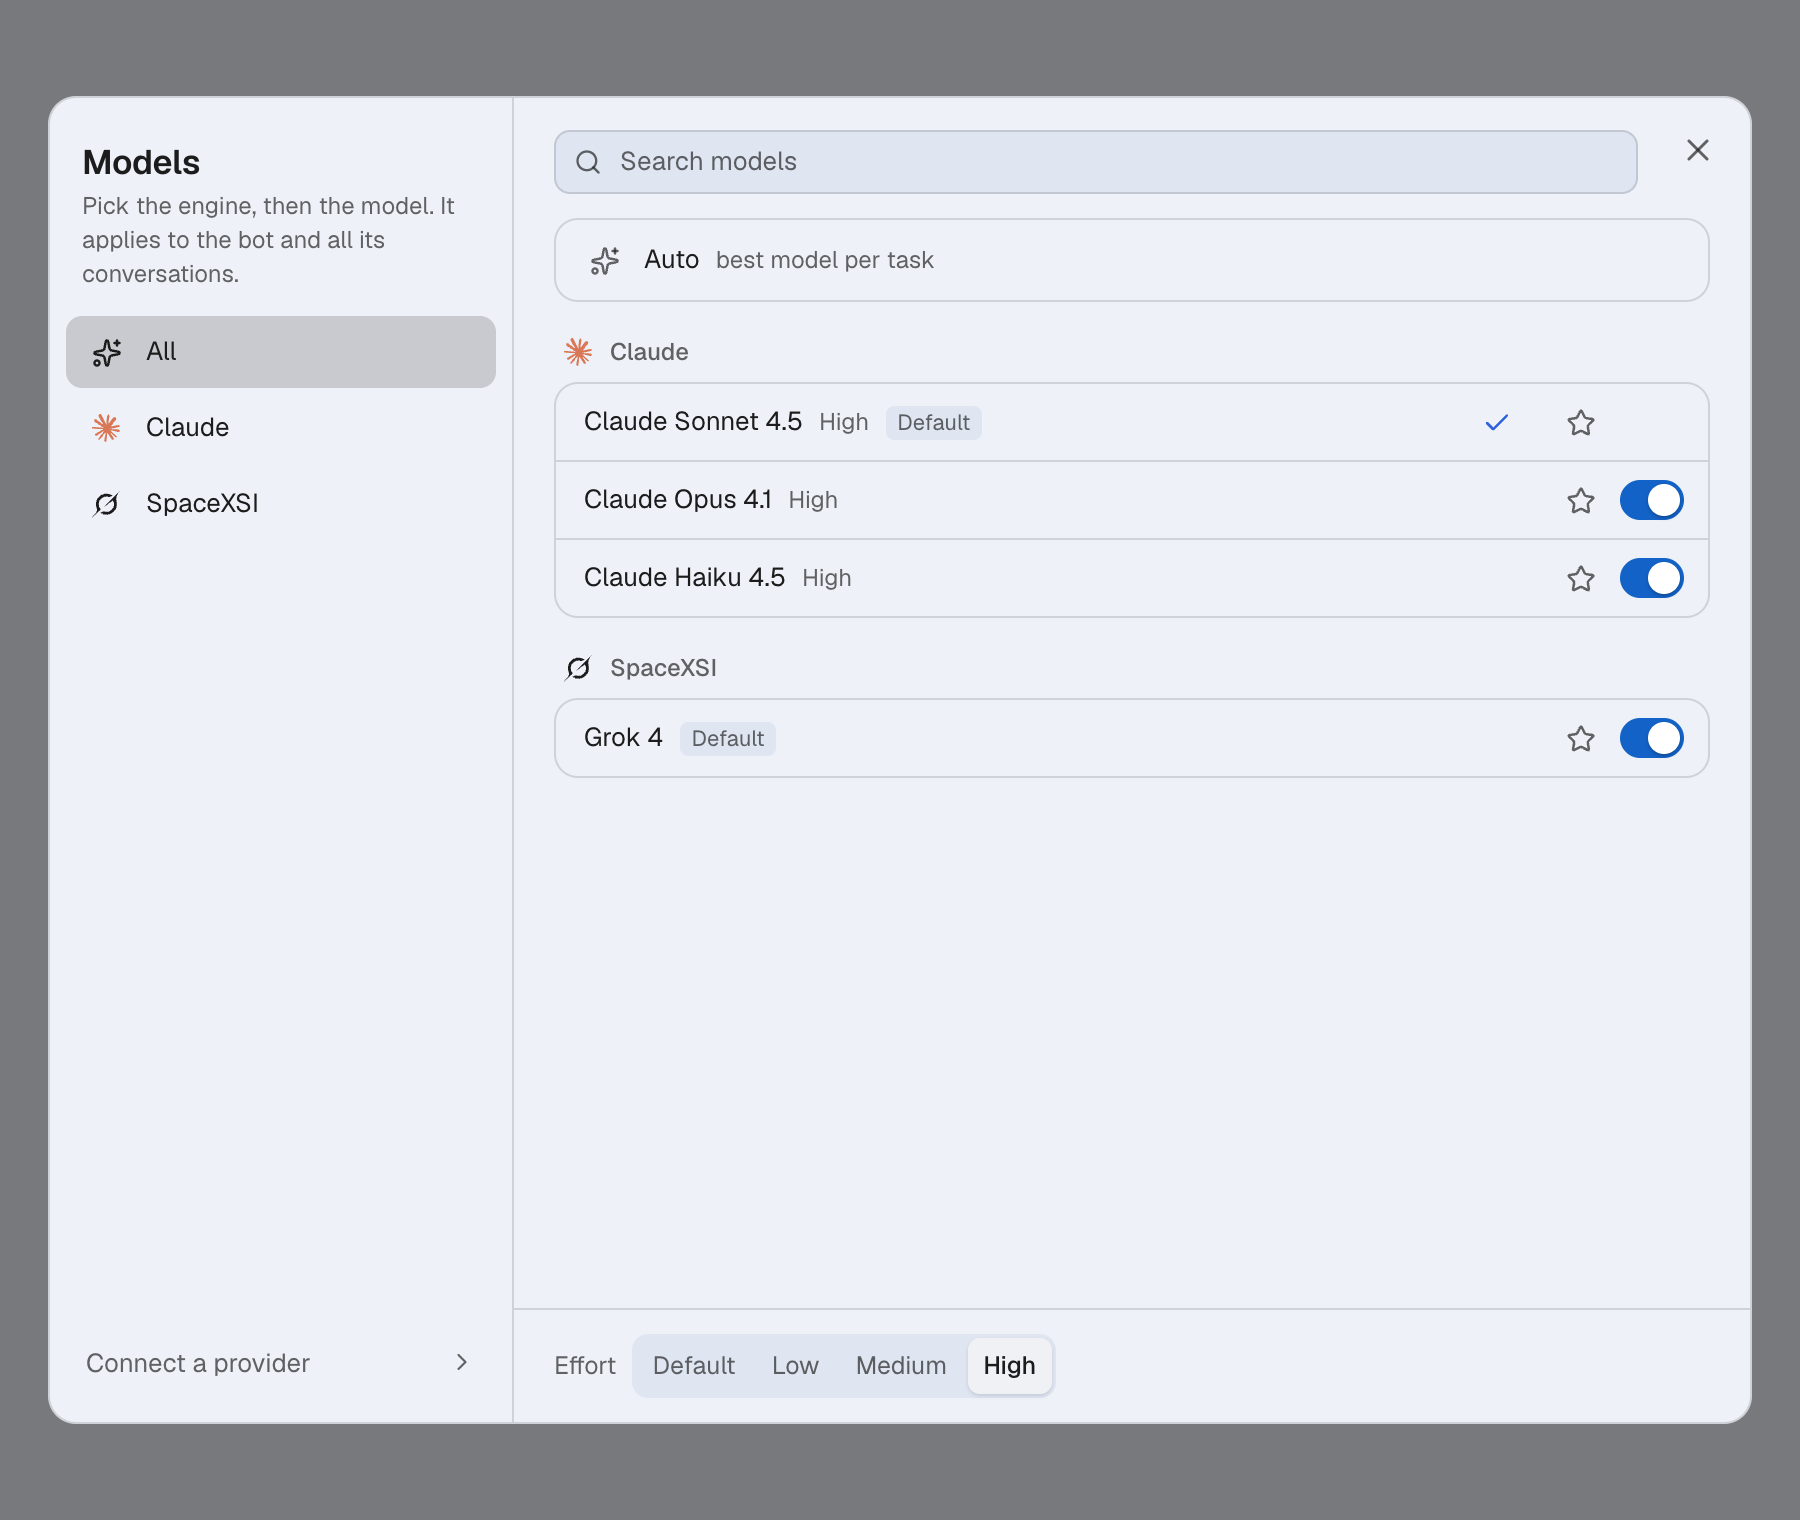 Models
Pick the engine, then the model. It
applies to the bot and all its
conversations.
All
Claude
SpaceXSI
Connect a provider
Search models
Auto best model per task
Claude
Claude Sonnet 4.5 High Default
Claude Opus 4.1 High
Claude Haiku 4.5 High
SpaceXSI
Grok 4 Default
Effort Default Low Medium High